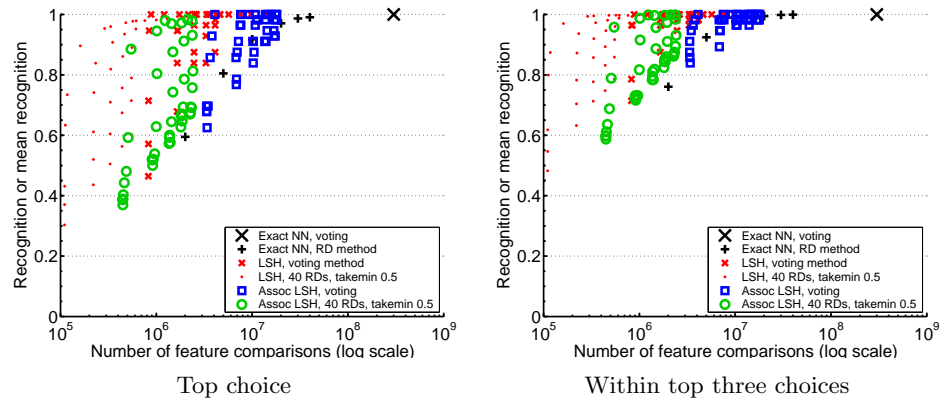 Recognition or mean recognition
1
0.8
0.6
0.4
0.2
0
10^5
10^6
10^7
10^8
10^9
Number of feature comparisons (log scale)
Exact NN, voting
Exact NN, RD method
LSH, voting method
LSH, 40 RDs, takemin 0.5
Assoc LSH, voting
Assoc LSH, 40 RDs, takemin 0.5
Top choice
Recognition or mean recognition
1
0.8
0.6
0.4
0.2
0
10^5
10^6
10^7
10^8
10^9
Number of feature comparisons (log scale)
Exact NN, voting
Exact NN, RD method
LSH, voting method
LSH, 40 RDs, takemin 0.5
Assoc LSH, voting
Assoc LSH, 40 RDs, takemin 0.5
Within top three choices